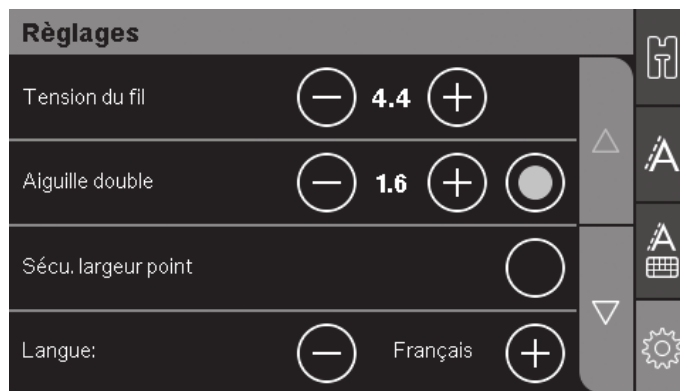 Règlages
Tension du fil 4.4
Aiguille double 1.6
Sécu. largeur point
Langue: Français